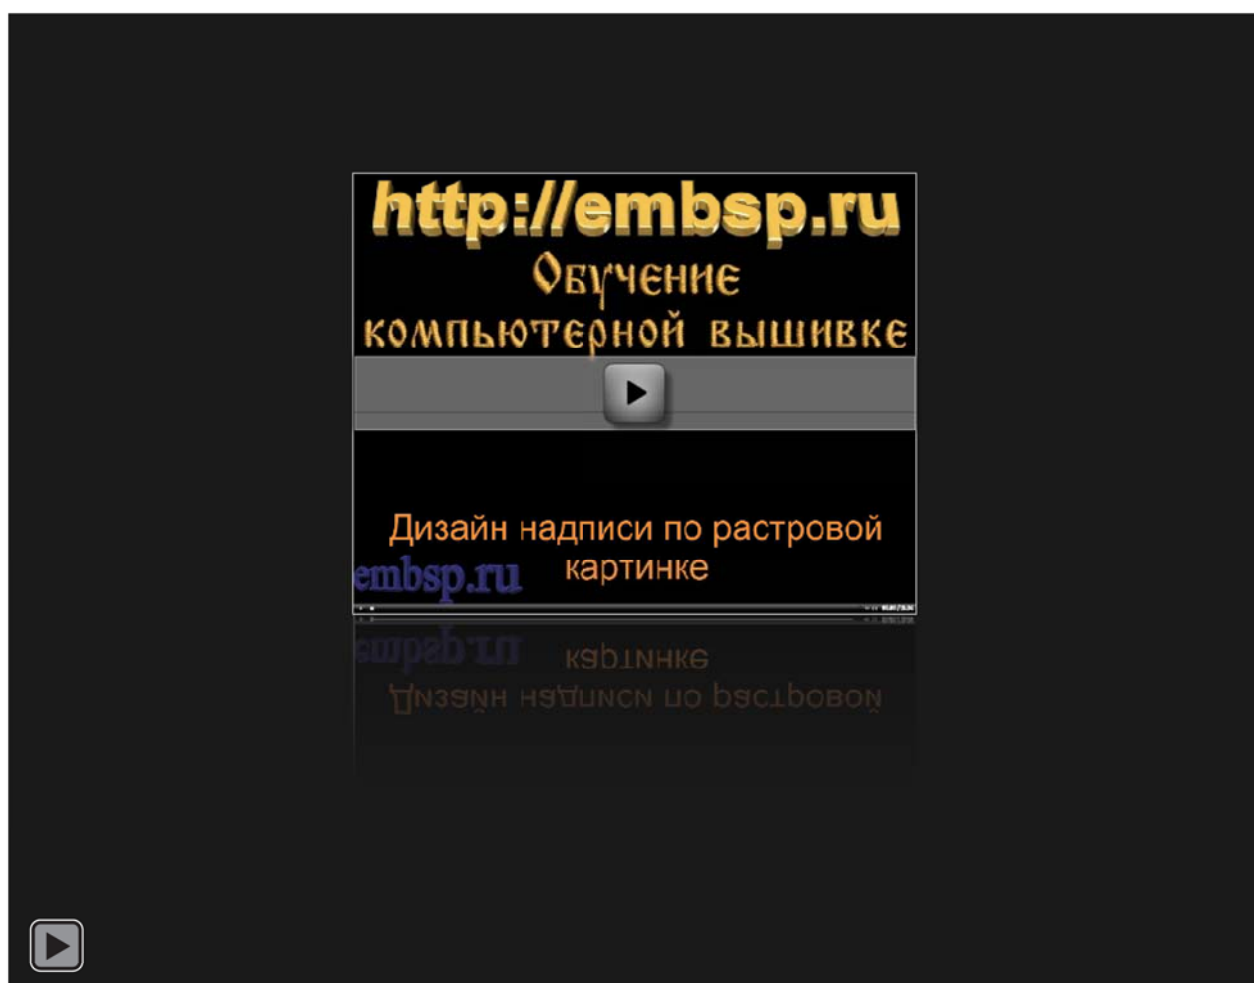 http://embsp.ru
Обучение
компьютерной вышивке
Дизайн надписи по растровой
картинке
embsp.ru